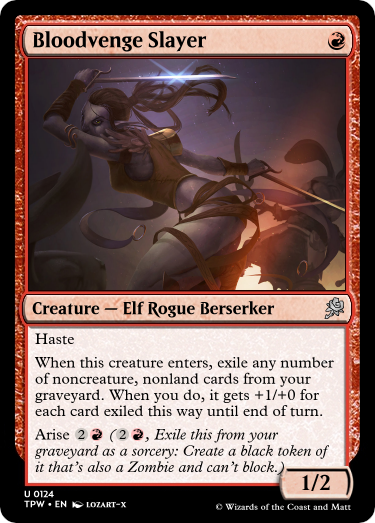 Bloodvenge Slayer
Creature — Elf Rogue Berserker
Haste
When this creature enters, exile any number
of noncreature, nonland cards from your
graveyard. When you do, it gets +1/+0 for
each card exiled this way until end of turn.
Arise 2 (2, Exile this from your
graveyard as a sorcery: Create a black token of
it that's also a Zombie and can't block.)
1/2
U 0124
TPW • EN LOZART-X
© Wizards of the Coast and Matt